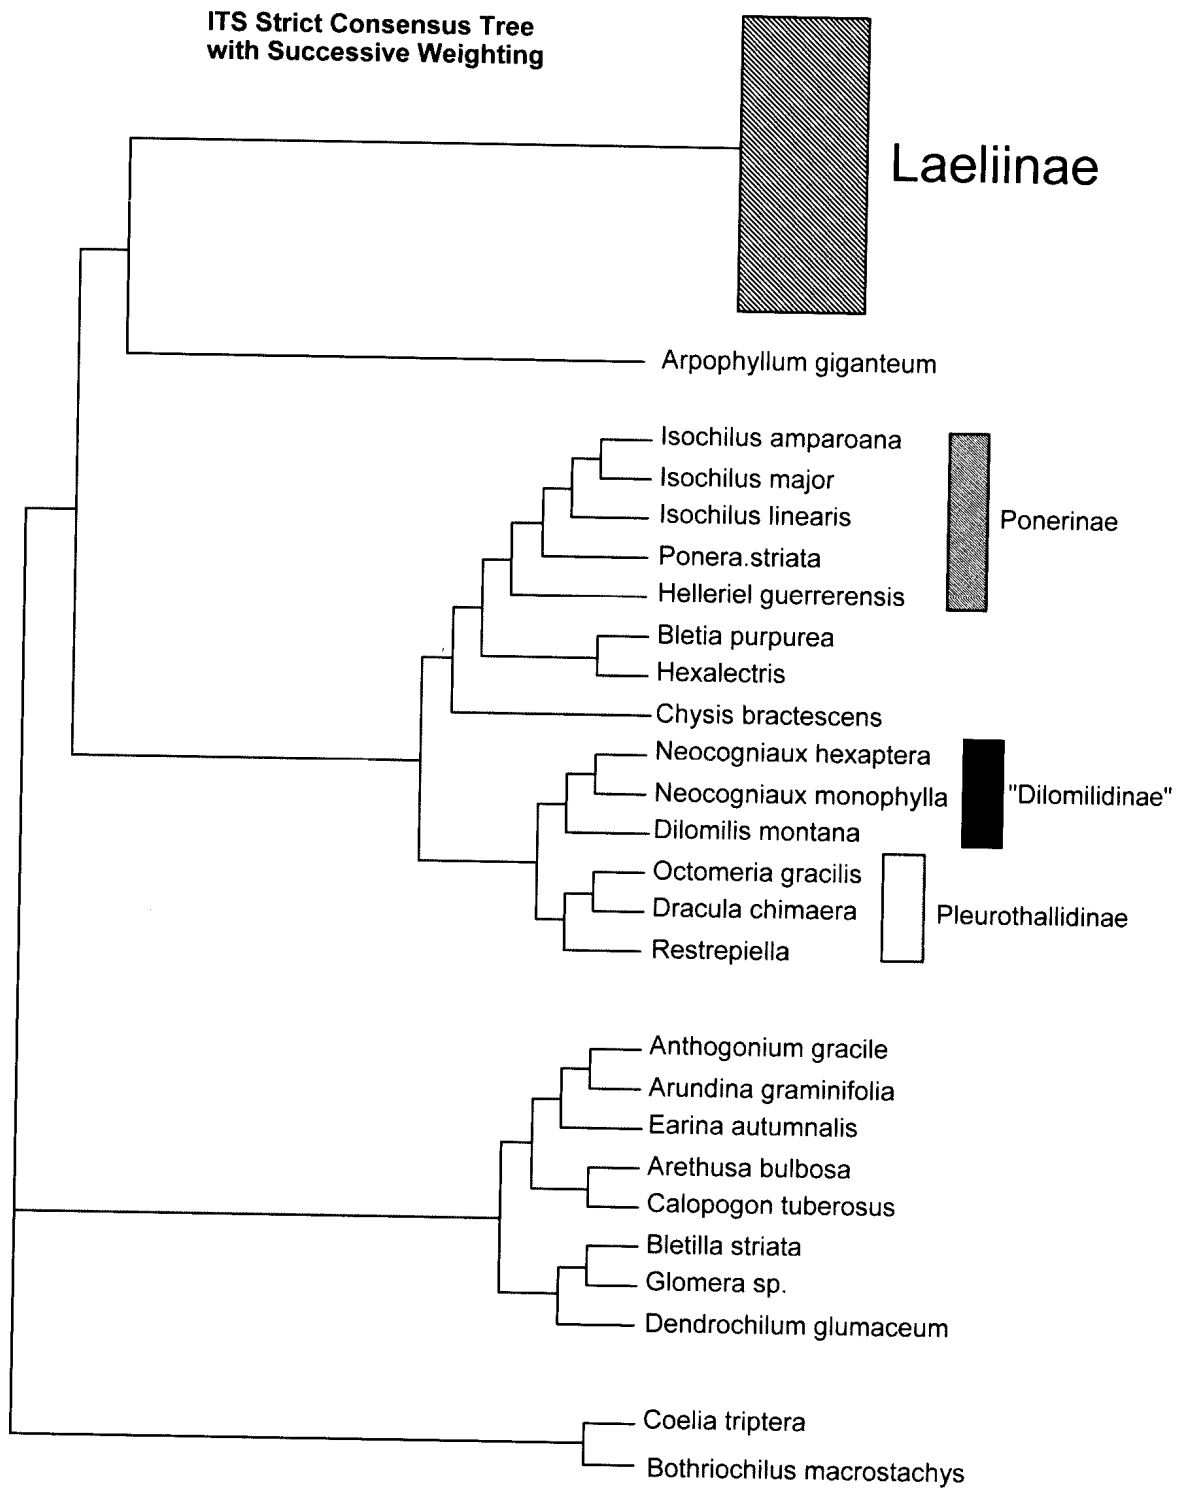 ITS Strict Consensus Tree
with Successive Weighting
Laeliinae
Arpophyllum giganteum
Isochilus amparoana
Isochilus major
Isochilus linearis
Ponerinae
Ponera.striata
Helleriel guerrerensis
Bletia purpurea
Hexalectris
Chysis bractescens
Neocogniaux hexaptera
Neocogniaux monophylla
"Dilomilidinae"
Dilomilis montana
Octomeria gracilis
Dracula chimaera
Pleurothallidinae
Restrepiella
Anthogonium gracile
Arundina graminifolia
Earina autumnalis
Arethusa bulbosa
Calopogon tuberosus
Bletilla striata
Glomera sp.
Dendrochilum glumaceum
Coelia triptera
Bothriochilus macrostachys